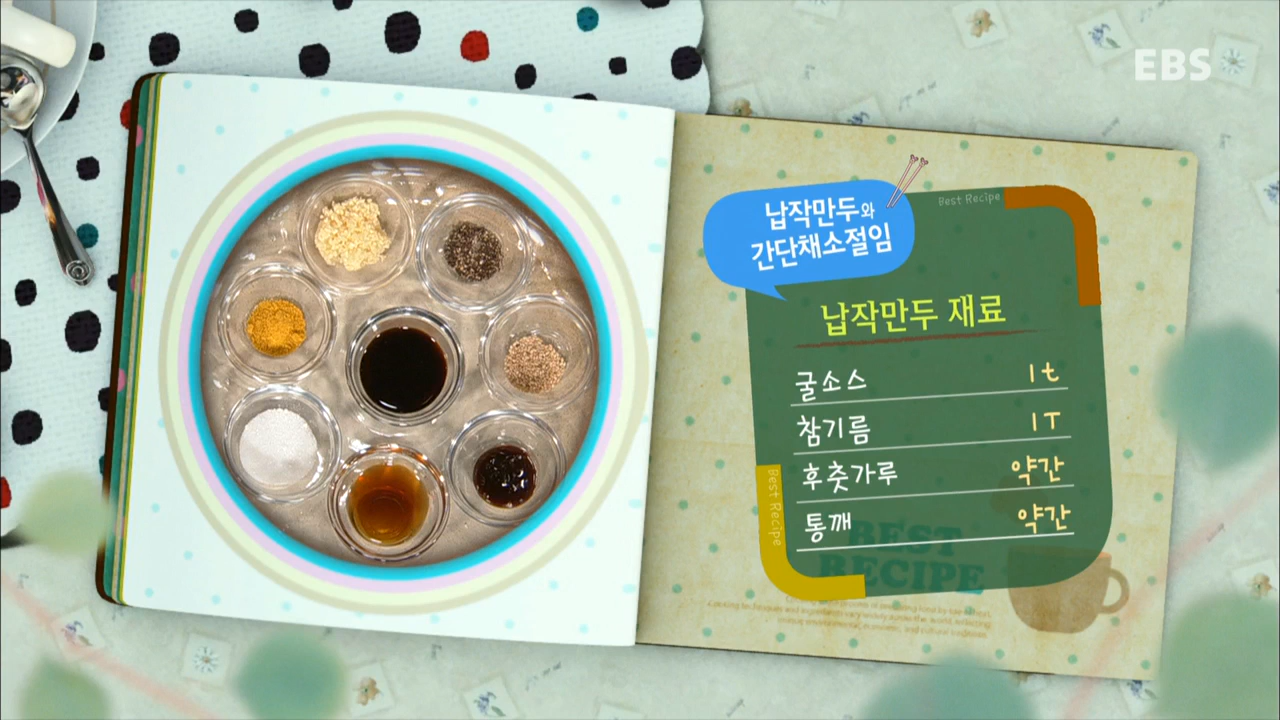 EBS
Best Recipe
납작만두와
간단채소절임
납작만두 재료
굴소스 1t
참기름 1T
후춧가루 약간
통깨 약간
Best Recipe
BEST
RECIPE